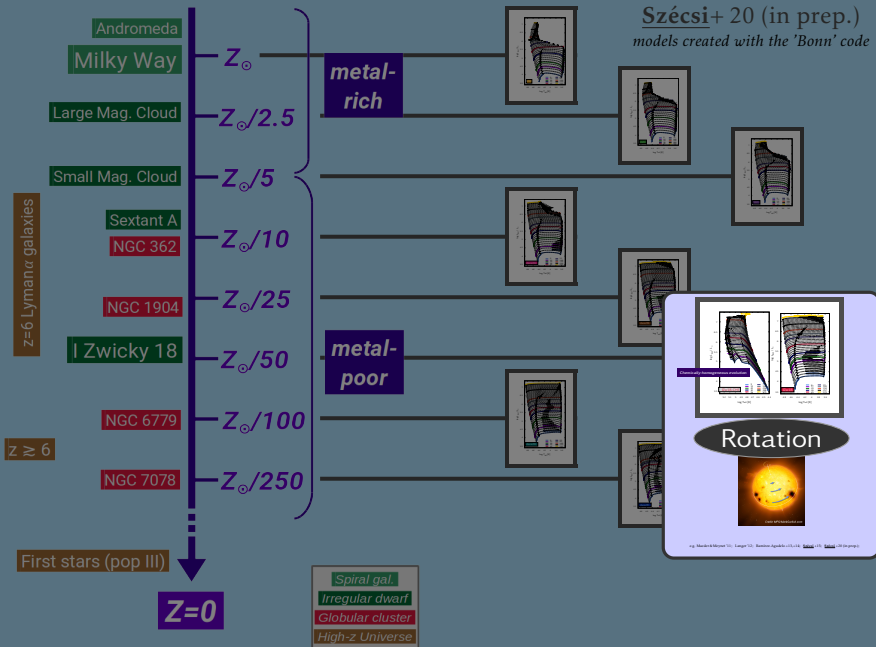 Szécsi+ 20 (in prep.)
models created with the 'Bonn' code
Andromeda
Milky Way
Z☉
metal-
rich
Large Mag. Cloud
Z☉/2.5
Small Mag. Cloud
Z☉/5
z=6 Lymanα galaxies
Sextant A
NGC 362
Z☉/10
NGC 1904
Z☉/25
I Zwicky 18
Z☉/50
metal-
poor
NGC 6779
Z☉/100
z ≳ 6
NGC 7078
Z☉/250
First stars (pop III)
Z=0
Spiral gal.
Irregular dwarf
Globular cluster
High-z Universe
Chemically-homogeneous evolution
Rotation